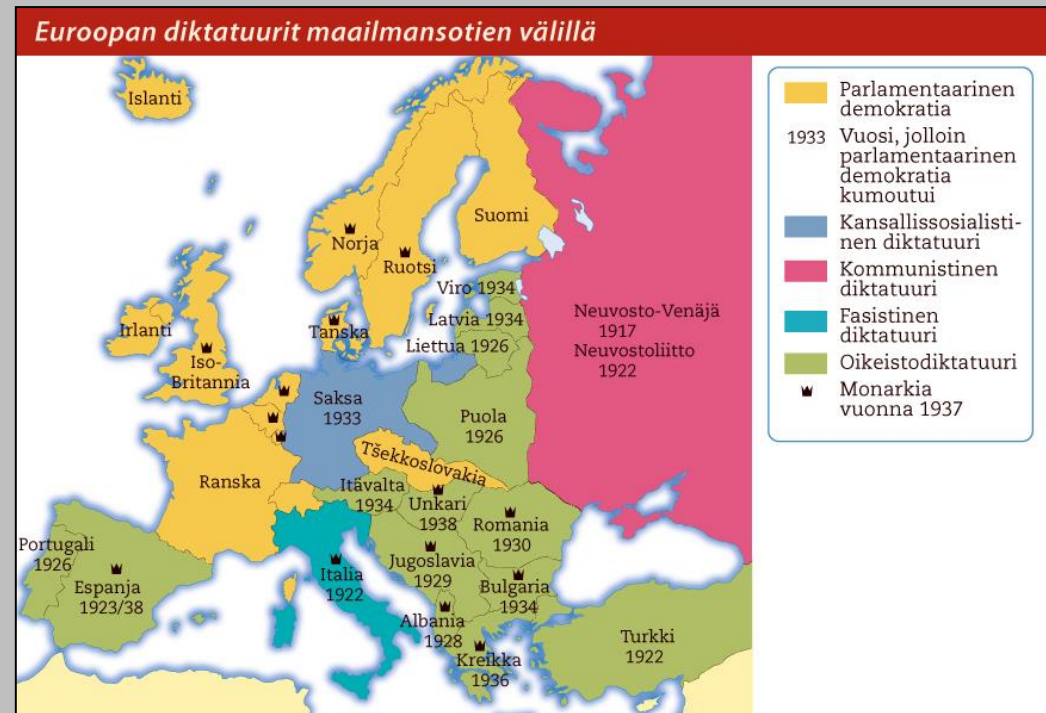 Euroopan diktatuurit maailmansotien välillä
Islanti
Norja
Ruotsi
Suomi
Viro 1934
Latvia 1934
Liettua 1926
Tanska
Irlanti
Iso-
Britannia
Neuvosto-Venäjä
1917
Neuvostoliitto
1922
Saksa
1933
Puola
1926
Tšekkoslovakia
Ranska
Itävalta
1934
Unkari
1938
Romania
1930
Portugali
1926
Espanja
1923/38
Italia
1922
Jugoslavia
1929
Bulgaria
1934
Albania
1928
Kreikka
1936
Turkki
1922
Parlamentaarinen
demokratia
1933 Vuosi, jolloin
parlamentaarinen
demokratia
kumoutui
Kansallissosialisti-
nen diktatuuri
Kommunistinen
diktatuuri
Fasistinen
diktatuuri
Oikeistodiktatuuri
Monarkia
vuonna 1937